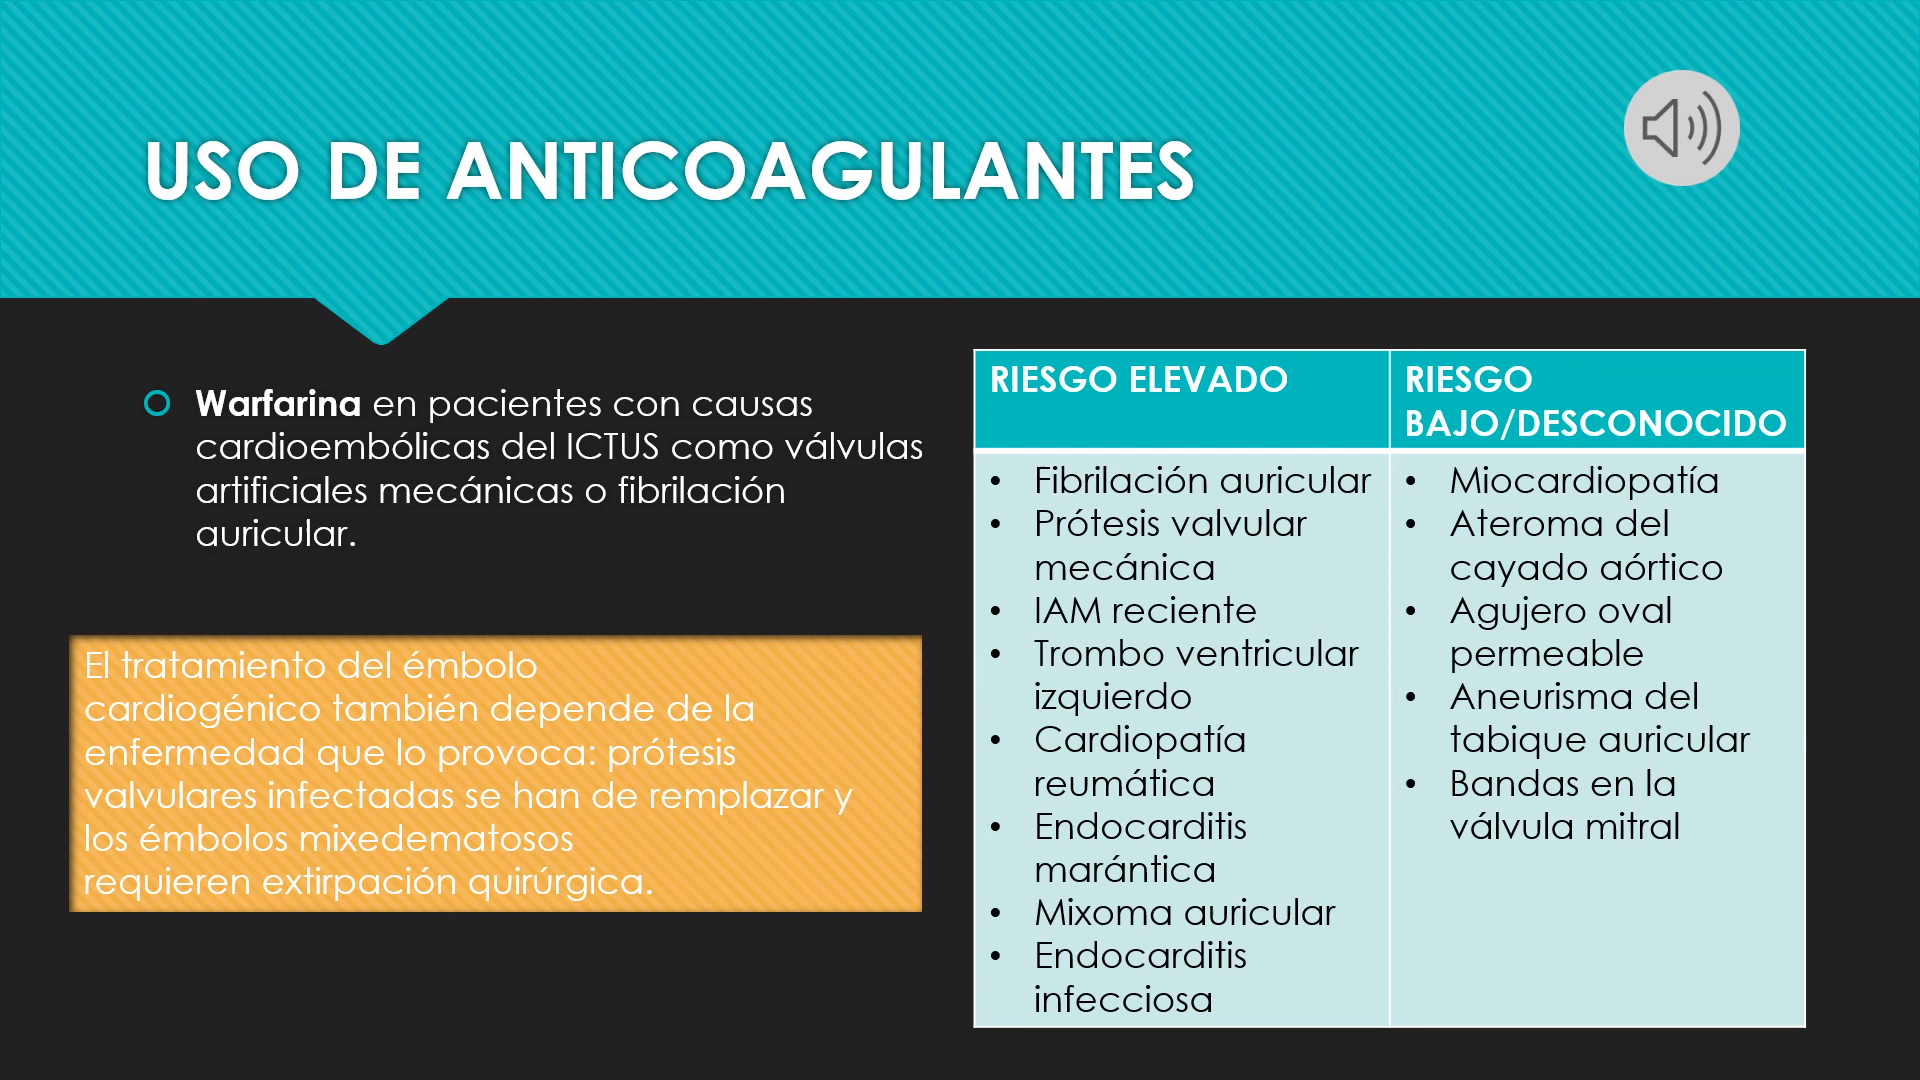 USO DE ANTICOAGULANTES
Warfarina en pacientes con causas
cardioembólicas del ICTUS como válvulas
artificiales mecánicas o fibrilación
auricular.
El tratamiento del émbolo
cardiogénico también depende de la
enfermedad que lo provoca: prótesis
valvulares infectadas se han de remplazar y
los émbolos mixedematosos
requieren extirpación quirúrgica.
RIESGO ELEVADO
• Fibrilación auricular
• Prótesis valvular
mecánica
• IAM reciente
• Trombo ventricular
izquierdo
• Cardiopatía
reumática
• Endocarditis
marántica
• Mixoma auricular
• Endocarditis
infecciosa
RIESGO
BAJO/DESCONOCIDO
• Miocardiopatía
• Ateroma del
cayado aórtico
• Agujero oval
permeable
• Aneurisma del
tabique auricular
• Bandas en la
válvula mitral